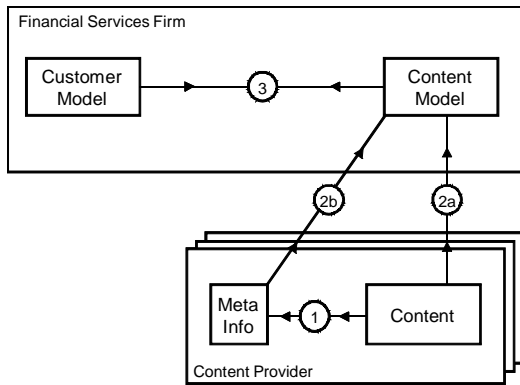 Financial Services Firm
Customer
Model
3
Content
Model
2b
2a
Meta
Info
1
Content
Content Provider